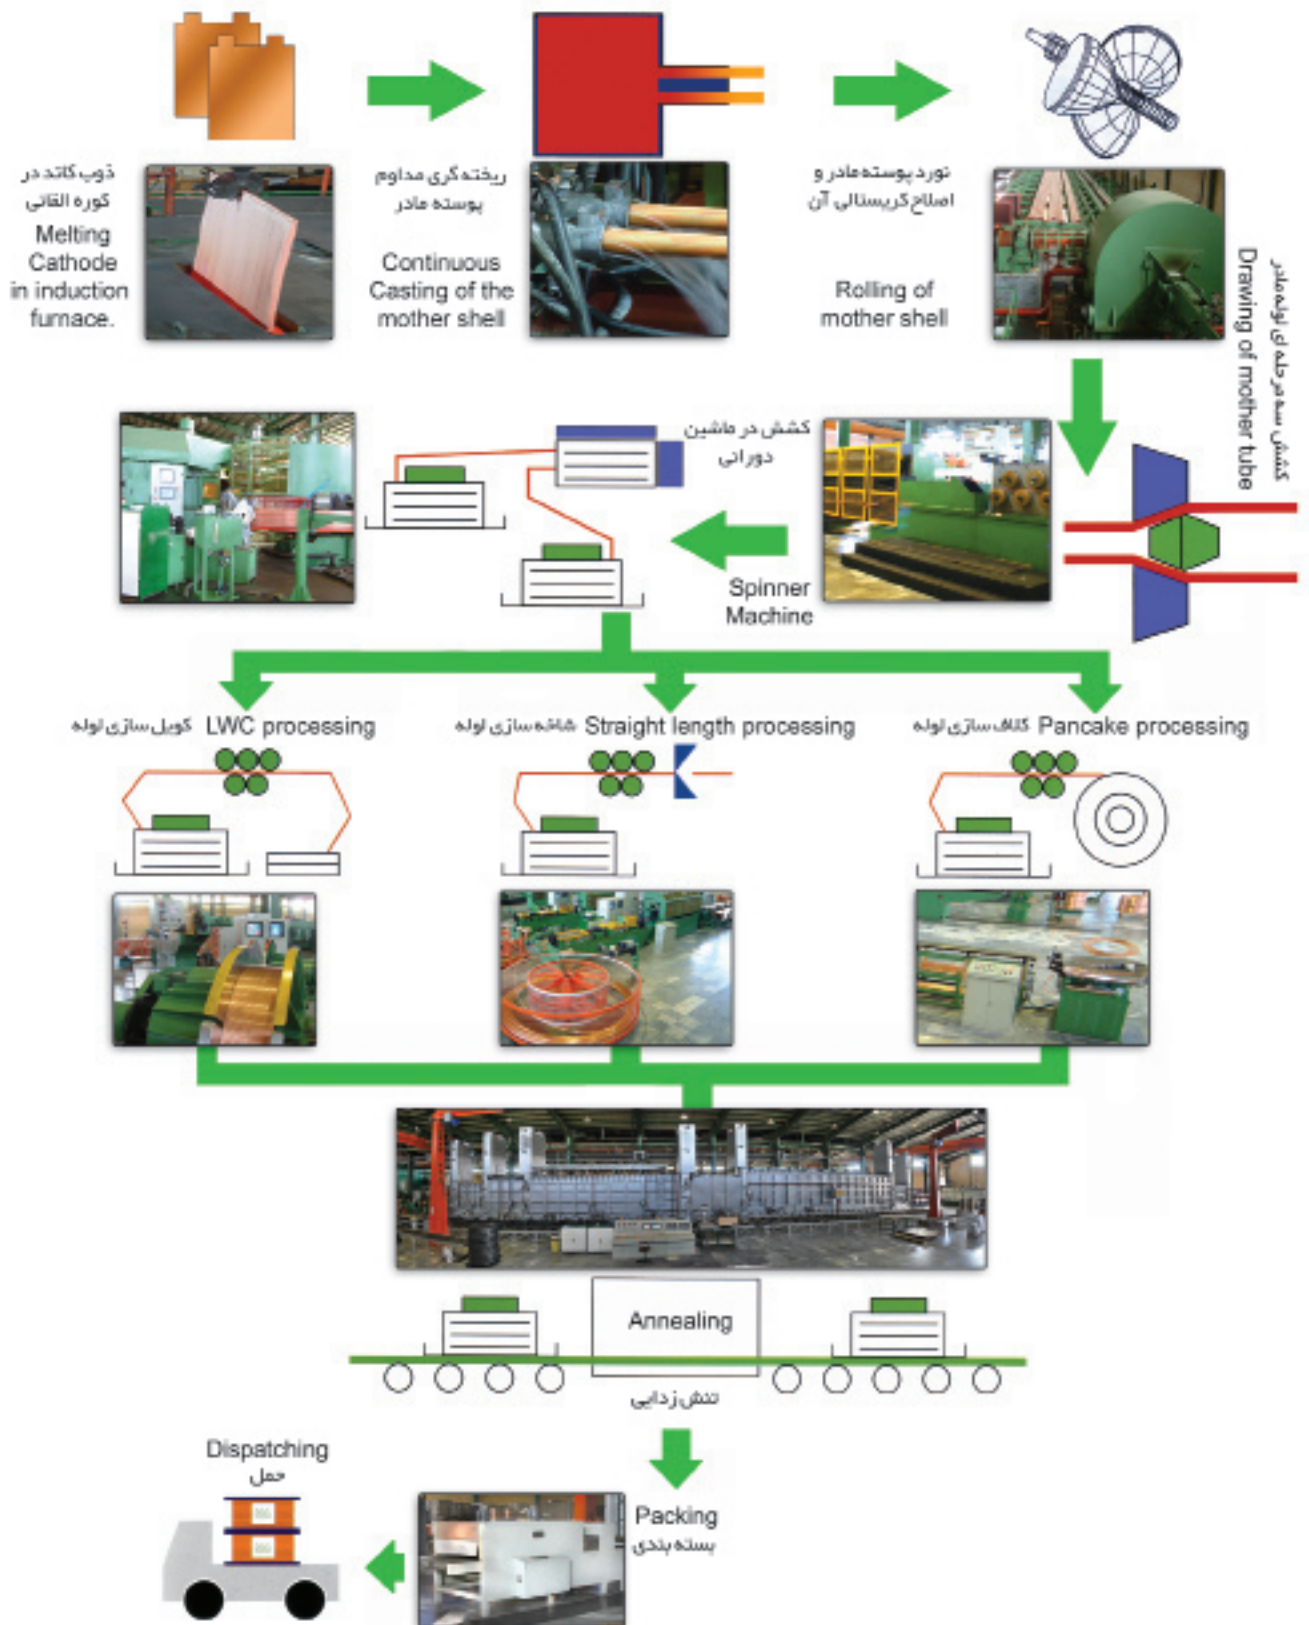 ذوب کاتد در
کوره القائی
Melting
Cathode
in induction
furnace.
ریخته گری مداوم
پوسته مادر
Continuous
Casting of the
mother shell
نورد پوسته مادر و
اصلاح کریستالی آن
Rolling of
mother shell
کشش سه مرحله ای لوله مادر
Drawing of mother tube
کشش در ماشین
دورانی
Spinner
Machine
کویل سازی لوله LWC processing
شاخه سازی لوله Straight length processing
کلاف سازی لوله Pancake processing
Annealing
تنش زدایی
Dispatching
حمل
Packing
بسته بندی